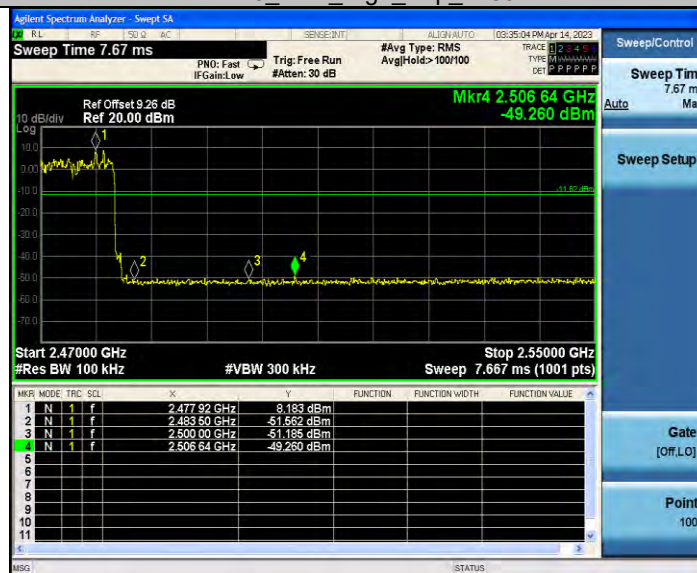 Agilent Spectrum Analyzer - Swept SA
RL RF 50 Ω AC SENSE:INT ALIGN AUTO 03:35:04 PM Apr 14, 2023
Sweep Time 7.67 ms
PNO: Fast
IFGain:Low
Trig: Free Run
#Atten: 30 dB
#Avg Type: RMS
Avg|Hold:>100/100
TRACE 1 2 3 4 5 6
TYPE M
DET P P P P P P
Ref Offset 9.26 dB
Ref 20.00 dBm
10 dB/div
Log
Mkr4 2.506 64 GHz
-49.260 dBm
10.0
0.00
-10.0
-20.0
-30.0
-40.0
-50.0
-60.0
-70.0
1
2
3
4
-11.82 dBm
Start 2.47000 GHz
Stop 2.55000 GHz
#Res BW 100 kHz #VBW 300 kHz Sweep 7.667 ms (1001 pts)
MKR MODE TRC SCL X Y FUNCTION FUNCTION WIDTH FUNCTION VALUE
1 N 1 f 2.477 92 GHz 8.183 dBm
2 N 1 f 2.483 50 GHz -51.562 dBm
3 N 1 f 2.500 00 GHz -51.185 dBm
4 N 1 f 2.506 64 GHz -49.260 dBm
5
6
7
8
9
10
11
MSG STATUS
Sweep/Control
Sweep Tim
7.67 m
Auto Ma
Sweep Setup
Gate
[Off,LO]
Point
100